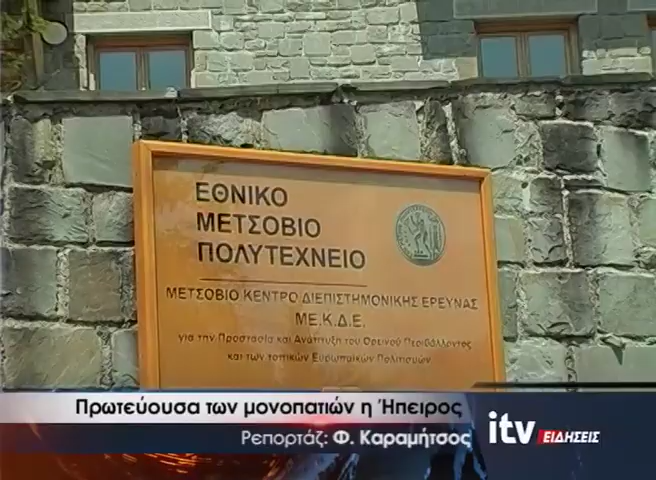 ΕΘΝΙΚΟ
ΜΕΤΣΟΒΙΟ
ΠΟΛΥΤΕΧΝΕΙΟ
ΜΕΤΣΟΒΙΟ ΚΕΝΤΡΟ ΔΙΕΠΙΣΤΗΜΟΝΙΚΗΣ ΕΡΕΥΝΑΣ
ΜΕ.Κ.Δ.Ε.
για την Προστασία και Ανάπτυξη του Ορεινού Περιβάλλοντος
και των τοπικών Ευρωπαϊκών Πολιτισμών
Πρωτεύουσα των μονοπατιών η Ήπειρος
Ρεπορτάζ: Φ. Καραμήτσος
itv ΕΙΔΗΣΕΙΣ